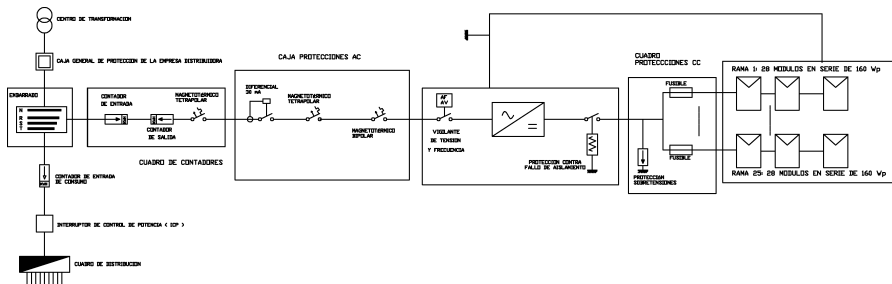 CENTRO DE TRANSFORMACION
CAJA GENERAL DE PROTECCION DE LA EMPRESA DISTRIBUIDORA
EMBARRADO
N
R
S
T
CONTADOR
DE ENTRADA
MAGNETOTéRMICO
TETRAPOLAR
CONTADOR
DE SALIDA
CUADRO DE CONTADORES
CONTADOR DE ENTRADA
DE CONSUMO
INTERRUPTOR DE CONTROL DE POTENCIA ( ICP )
CUADRO DE DISTRIBUCION
CAJA PROTECCIONES AC
DIFERENCIAL
30 mA
MAGNETOTéRMICO
TETRAPOLAR
MAGNETOTéRMICO
BIPOLAR
AF
AV
VIGILANTE
DE TENSION
Y FRECUENCIA
PROTECCION CONTRA
FALLO DE AISLAMIENTO
CUADRO
PROTECCCIONES CC
FUSIBLE
FUSIBLE
PROTECCION
SOBRETENSIONES
RAMA 1: 28 MODULOS EN SERIE DE 160 Wp
RAMA 25: 28 MODULOS EN SERIE DE 160 Wp